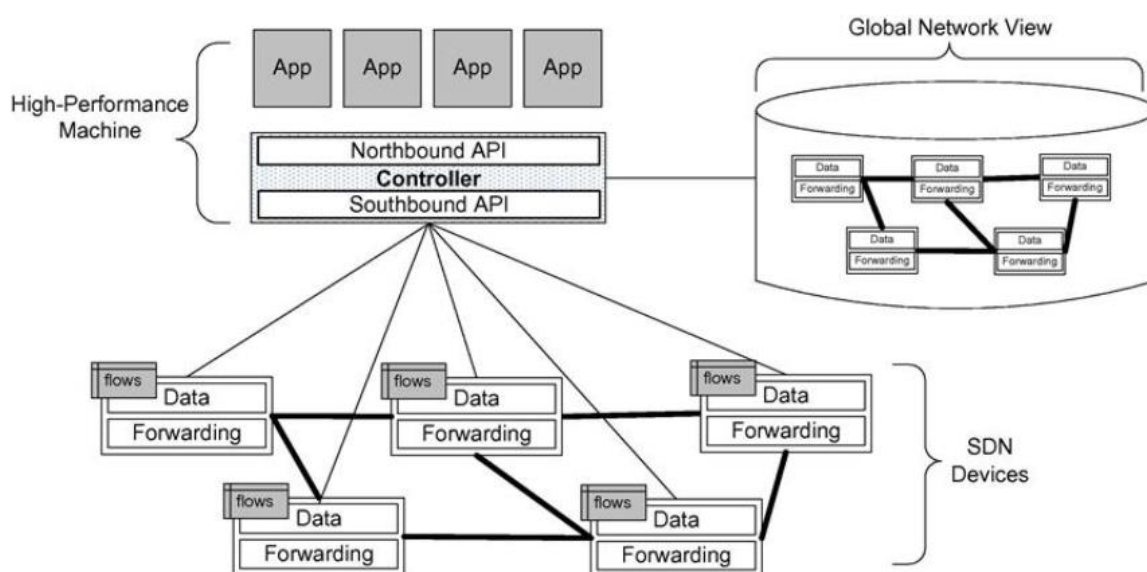 Global Network View
App App App App
High-Performance
Machine
Northbound API
Controller
Southbound API
Data Data Data
Forwarding Forwarding Forwarding
Data Data
Forwarding Forwarding
flows flows flows
Data Data Data
Forwarding Forwarding Forwarding
SDN
Devices
flows flows
Data Data
Forwarding Forwarding